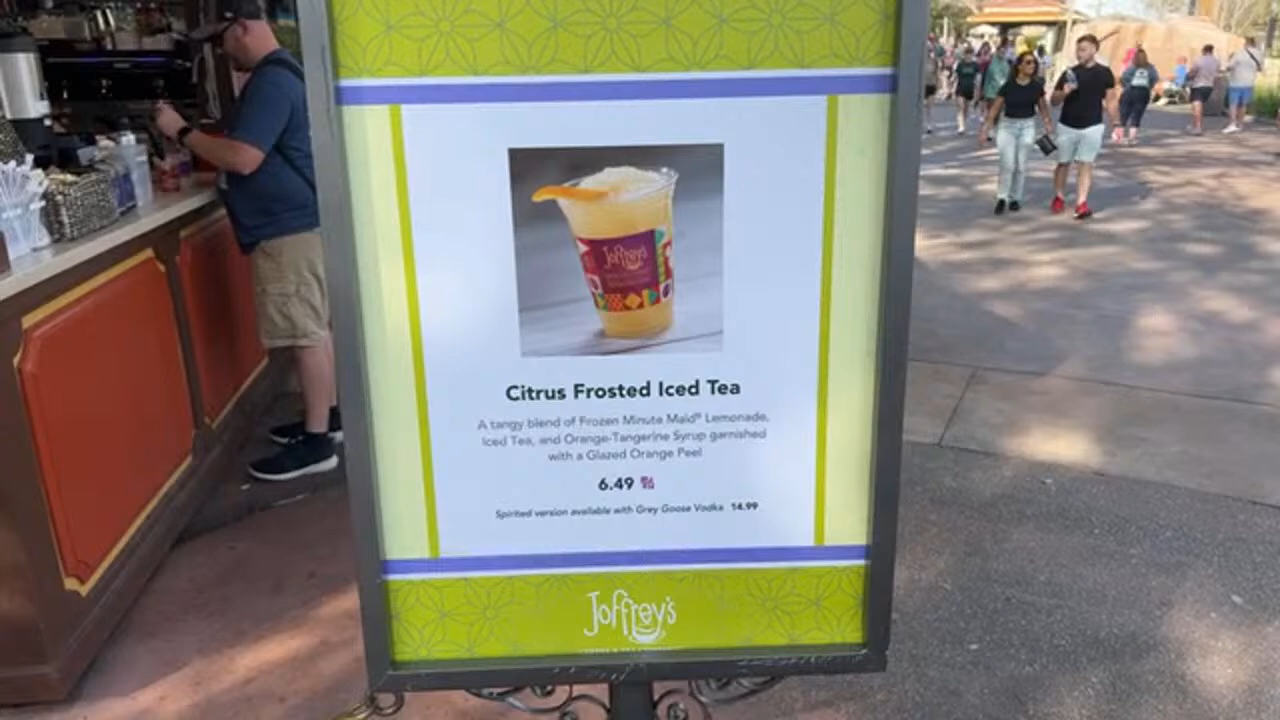 Joffrey's
Citrus Frosted Iced Tea
A tangy blend of Frozen Minute Maid® Lemonade,
Iced Tea, and Orange-Tangerine Syrup garnished
with a Glazed Orange Peel
6.49
Spirited version available with Grey Goose Vodka 14.99
Joffrey's